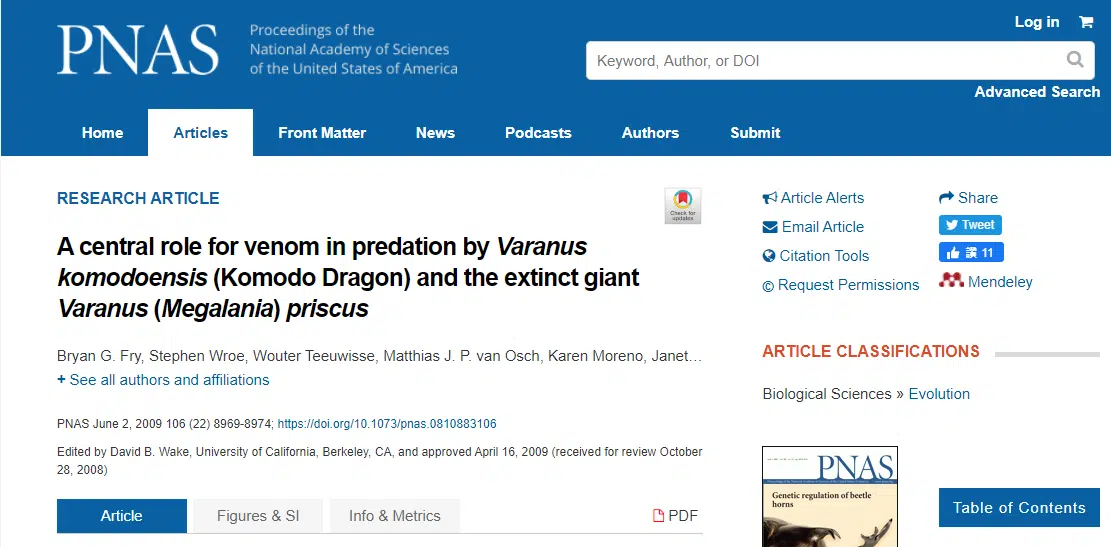 PNAS
Proceedings of the
National Academy of Sciences
of the United States of America
Log in
Keyword, Author, or DOI
Advanced Search
Home
Articles
Front Matter
News
Podcasts
Authors
Submit
RESEARCH ARTICLE
Check for
updates
A central role for venom in predation by Varanus
komodoensis (Komodo Dragon) and the extinct giant
Varanus (Megalania) priscus
Bryan G. Fry, Stephen Wroe, Wouter Teeuwisse, Matthias J. P. van Osch, Karen Moreno, Janet…
+ See all authors and affiliations
PNAS June 2, 2009 106 (22) 8969-8974; https://doi.org/10.1073/pnas.0810883106
Edited by David B. Wake, University of California, Berkeley, CA, and approved April 16, 2009 (received for review October
28, 2008)
Article
Figures & SI
Info & Metrics
PDF
Article Alerts
Email Article
Citation Tools
© Request Permissions
Share
Tweet
讚 11
Mendeley
ARTICLE CLASSIFICATIONS
Biological Sciences » Evolution
PNAS
Genetic regulation of beetle
horns
Table of Contents